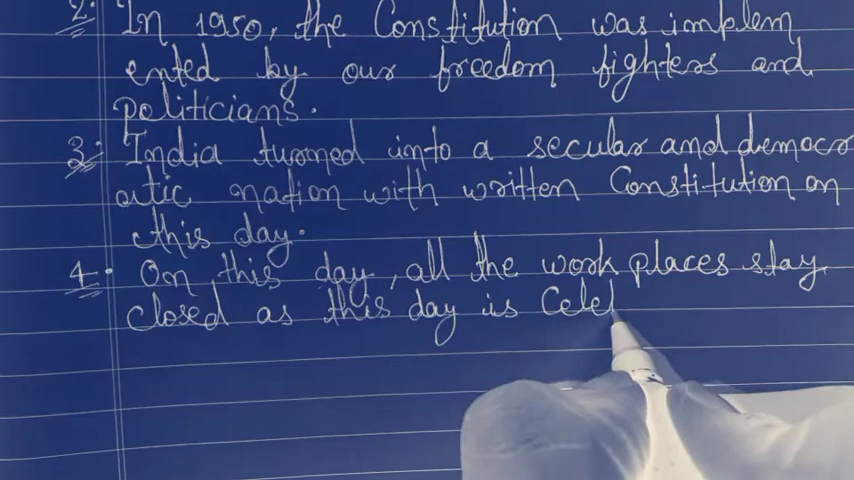 2. In 1950, the Constitution was implem
ented by our freedom fighters and
politicians.
3. India turned into a secular and democr
atic nation with written Constitution on
this day.
4. On this day, all the work places stay
closed as this day is Celel